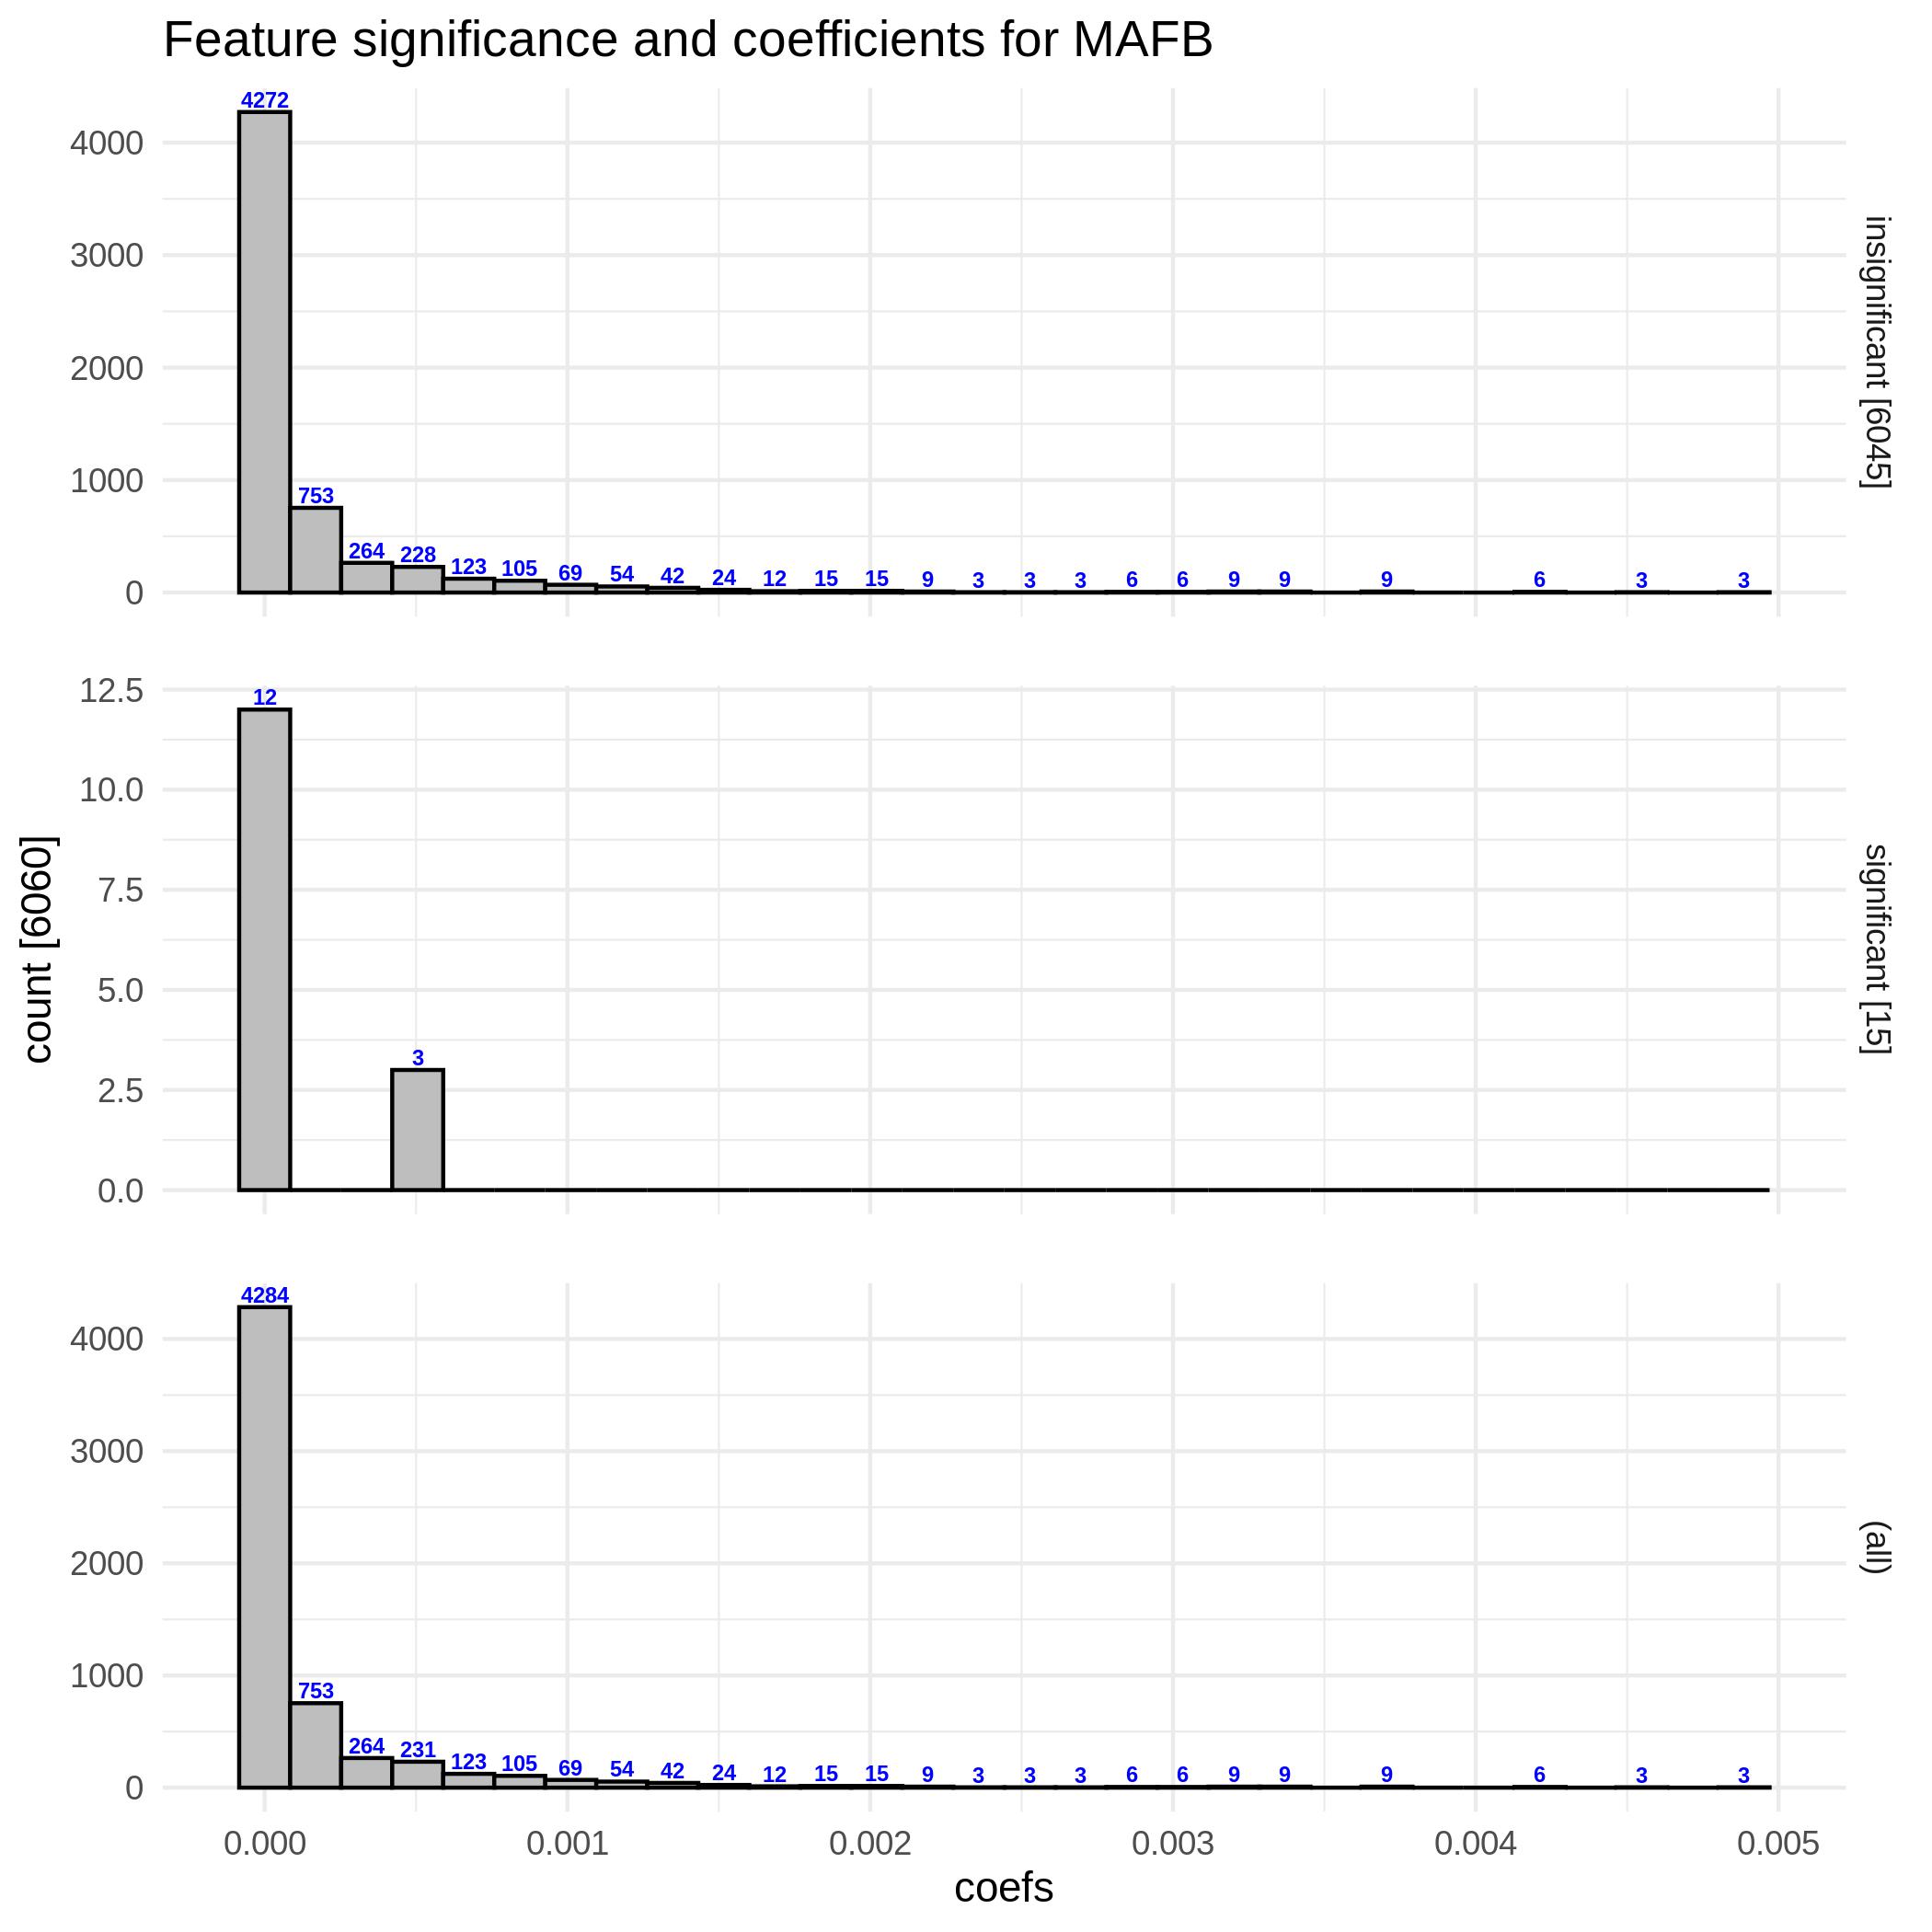 Feature significance and coefficients for MAFB
4272
753
264 228 123 105 69 54 42 24 12 15 15 9 3 3 3 6 6 9 9 9 6 3 3
4000
3000
2000
1000
0
insignificant [6045]
12
3
12.5
10.0
7.5
5.0
2.5
0.0
significant [15]
count [6060]
4284
753
264 231 123 105 69 54 42 24 12 15 15 9 3 3 3 6 6 9 9 9 6 3 3
4000
3000
2000
1000
0
(all)
0.000 0.001 0.002 0.003 0.004 0.005
coefs